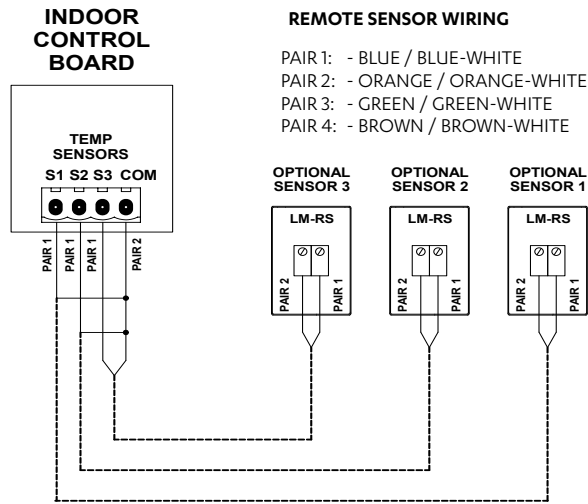 INDOOR
CONTROL
BOARD
REMOTE SENSOR WIRING
PAIR 1: - BLUE / BLUE-WHITE
PAIR 2: - ORANGE / ORANGE-WHITE
PAIR 3: - GREEN / GREEN-WHITE
PAIR 4: - BROWN / BROWN-WHITE
TEMP
SENSORS
S1 S2 S3 COM
PAIR 1
PAIR 1
PAIR 1
PAIR 2
OPTIONAL
SENSOR 3
LM-RS
PAIR 2
PAIR 1
OPTIONAL
SENSOR 2
LM-RS
PAIR 2
PAIR 1
OPTIONAL
SENSOR 1
LM-RS
PAIR 2
PAIR 1